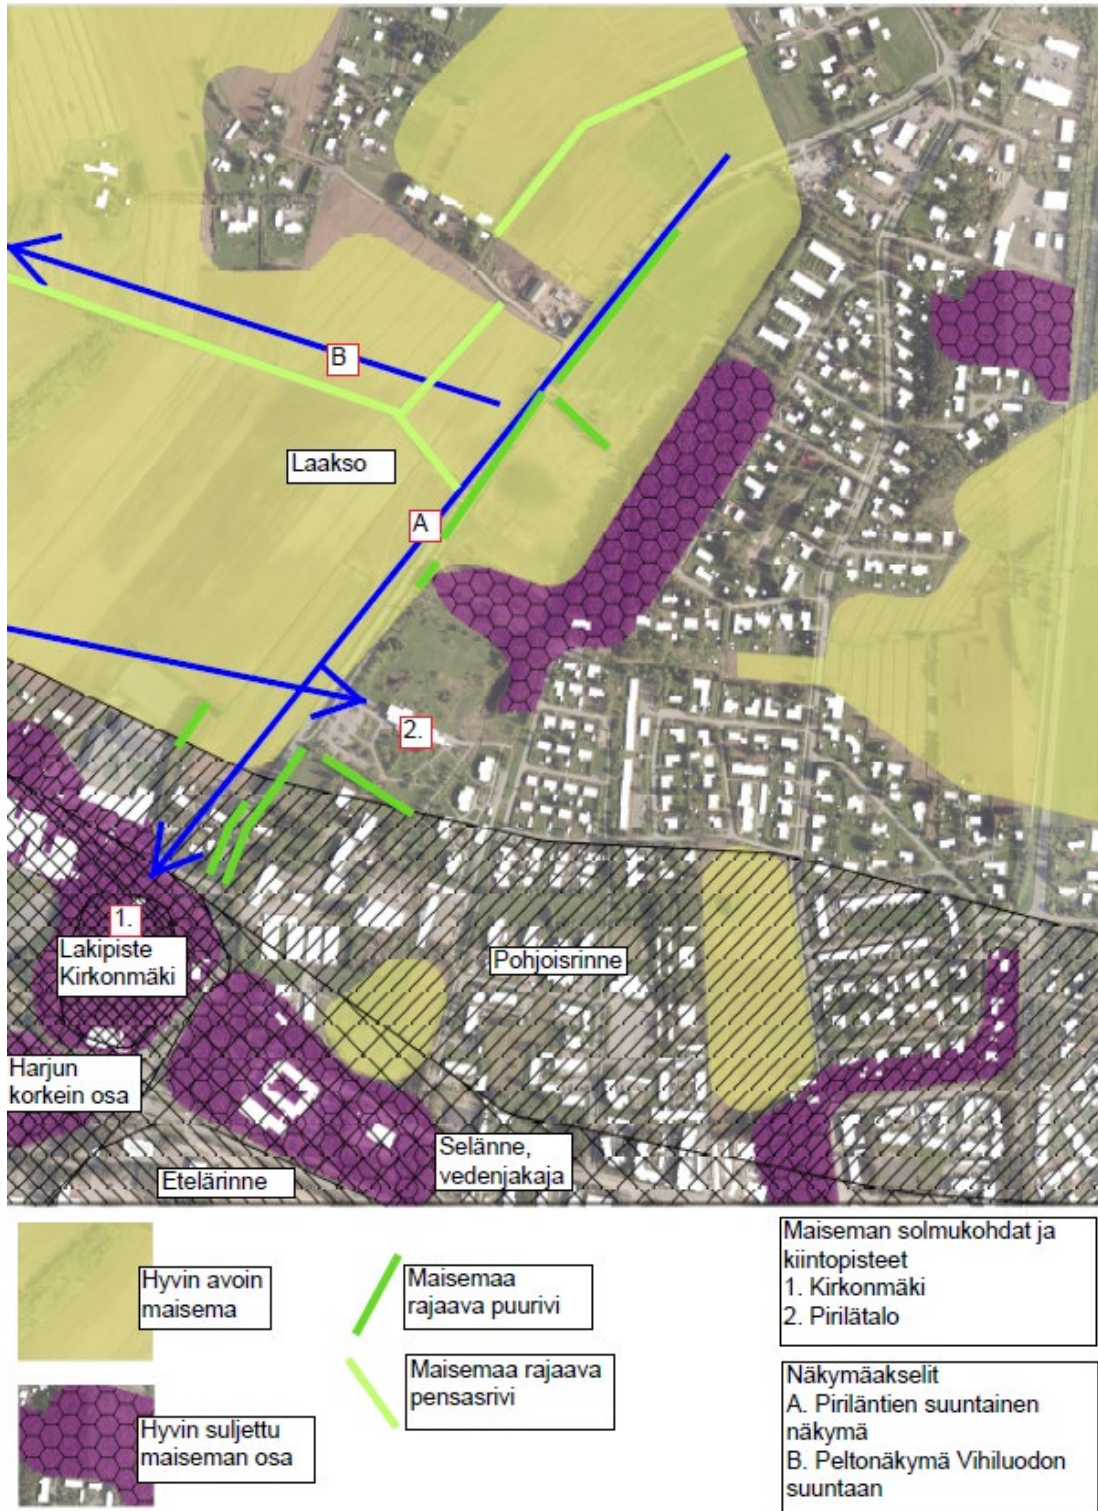 B
Laakso
A
2.
1.
Lakipiste
Kirkonmäki
Pohjoisrinne
Harjun
korkein osa
Selänne,
vedenjakaja
Etelärinne
Hyvin avoin
maisema
Maisemaa
rajaava puurivi
Maiseman solmukohdat ja
kiintopisteet
1. Kirkonmäki
2. Pirilätalo
Maisemaa rajaava
pensasrivi
Hyvin suljettu
maiseman osa
Näkymäakselit
A. Piriläntien suuntainen
näkymä
B. Peltonäkymä Vihiluodon
suuntaan